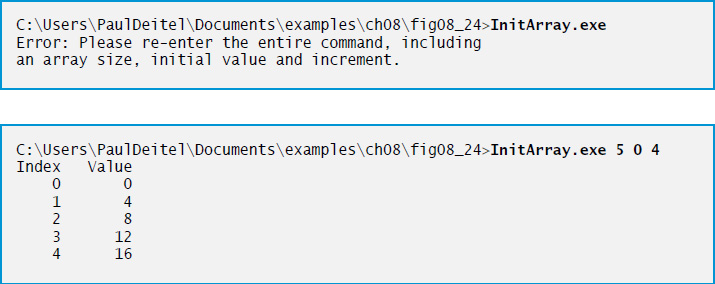 C:\Users\PaulDeitel\Documents\examples\ch08\fig08_24>InitArray.exe
Error: Please re-enter the entire command, including
an array size, initial value and increment.
C:\Users\PaulDeitel\Documents\examples\ch08\fig08_24>InitArray.exe 5 0 4
Index   Value
    0       0
    1       4
    2       8
    3      12
    4      16